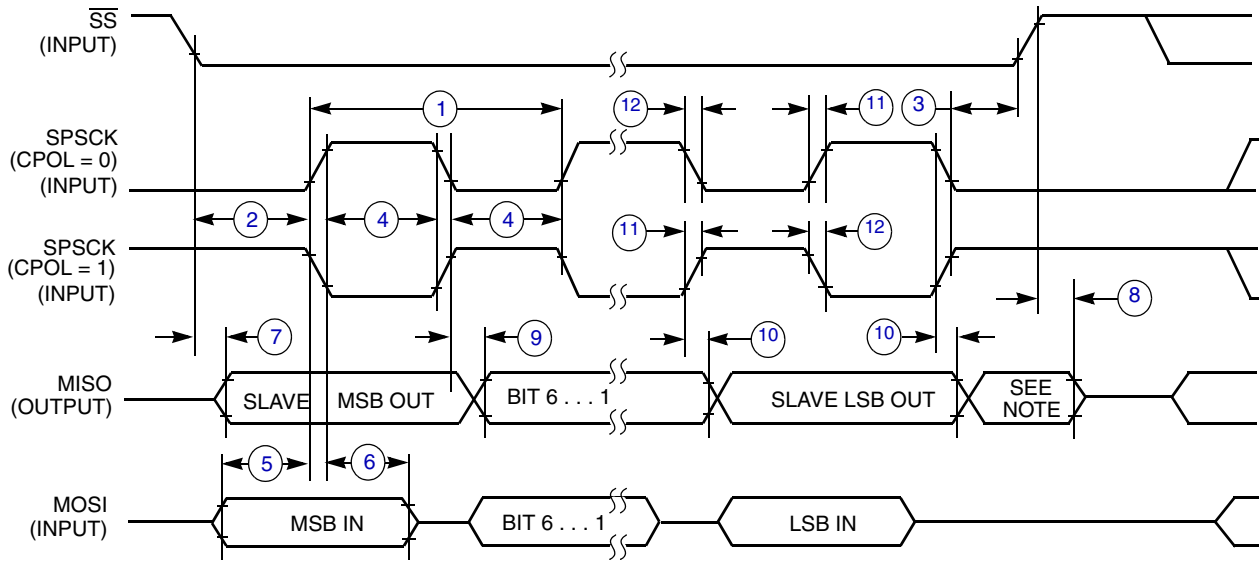 SS
(INPUT)
1
12
11
3
SPSCK
(CPOL = 0)
(INPUT)
2
4
4
11
12
SPSCK
(CPOL = 1)
(INPUT)
8
7
9
10
10
MISO
(OUTPUT)
SLAVE MSB OUT
BIT 6 . . . 1
SLAVE LSB OUT
SEE
NOTE
5
6
MOSI
(INPUT)
MSB IN
BIT 6 . . . 1
LSB IN